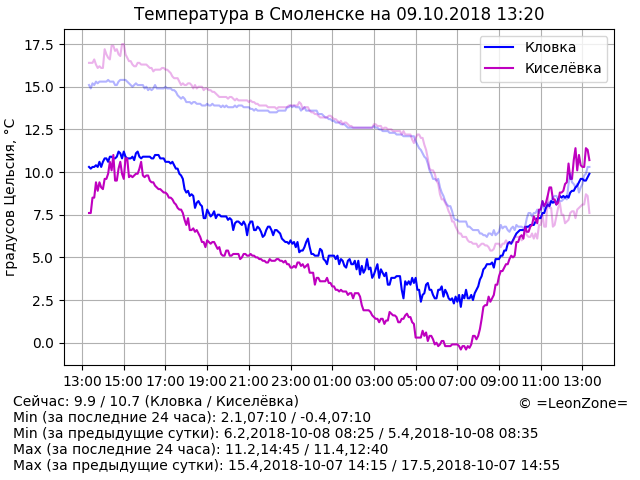 Температура в Смоленске на 09.10.2018 13:20
Кловка
Киселёвка
градусов Цельсия, °C
17.5
15.0
12.5
10.0
7.5
5.0
2.5
0.0
13:00 15:00 17:00 19:00 21:00 23:00 01:00 03:00 05:00 07:00 09:00 11:00 13:00
Сейчас: 9.9 / 10.7 (Кловка / Киселёвка)
© =LeonZone=
Min (за последние 24 часа): 2.1,07:10 / -0.4,07:10
Min (за предыдущие сутки): 6.2,2018-10-08 08:25 / 5.4,2018-10-08 08:35
Max (за последние 24 часа): 11.2,14:45 / 11.4,12:40
Max (за предыдущие сутки): 15.4,2018-10-07 14:15 / 17.5,2018-10-07 14:55